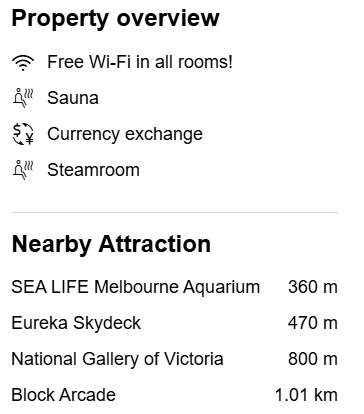 Property overview
Free Wi-Fi in all rooms!
Sauna
Currency exchange
Steamroom
Nearby Attraction
SEA LIFE Melbourne Aquarium 360 m
Eureka Skydeck 470 m
National Gallery of Victoria 800 m
Block Arcade 1.01 km